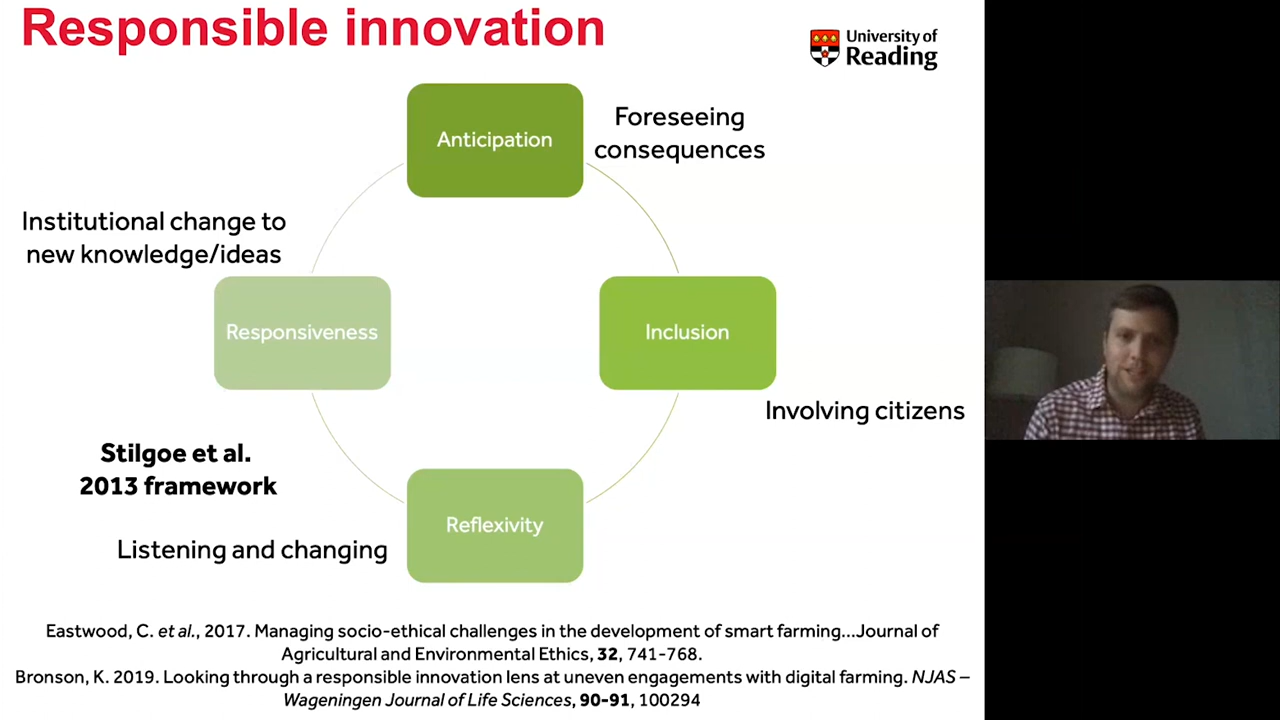 Responsible innovation
University of
Reading
Anticipation
Foreseeing
consequences
Institutional change to
new knowledge/ideas
Responsiveness
Inclusion
Involving citizens
Stilgoe et al.
2013 framework
Reflexivity
Listening and changing
Eastwood, C. et al., 2017. Managing socio-ethical challenges in the development of smart farming...Journal of
Agricultural and Environmental Ethics, 32, 741-768.
Bronson, K. 2019. Looking through a responsible innovation lens at uneven engagements with digital farming. NJAS –
Wageningen Journal of Life Sciences, 90-91, 100294